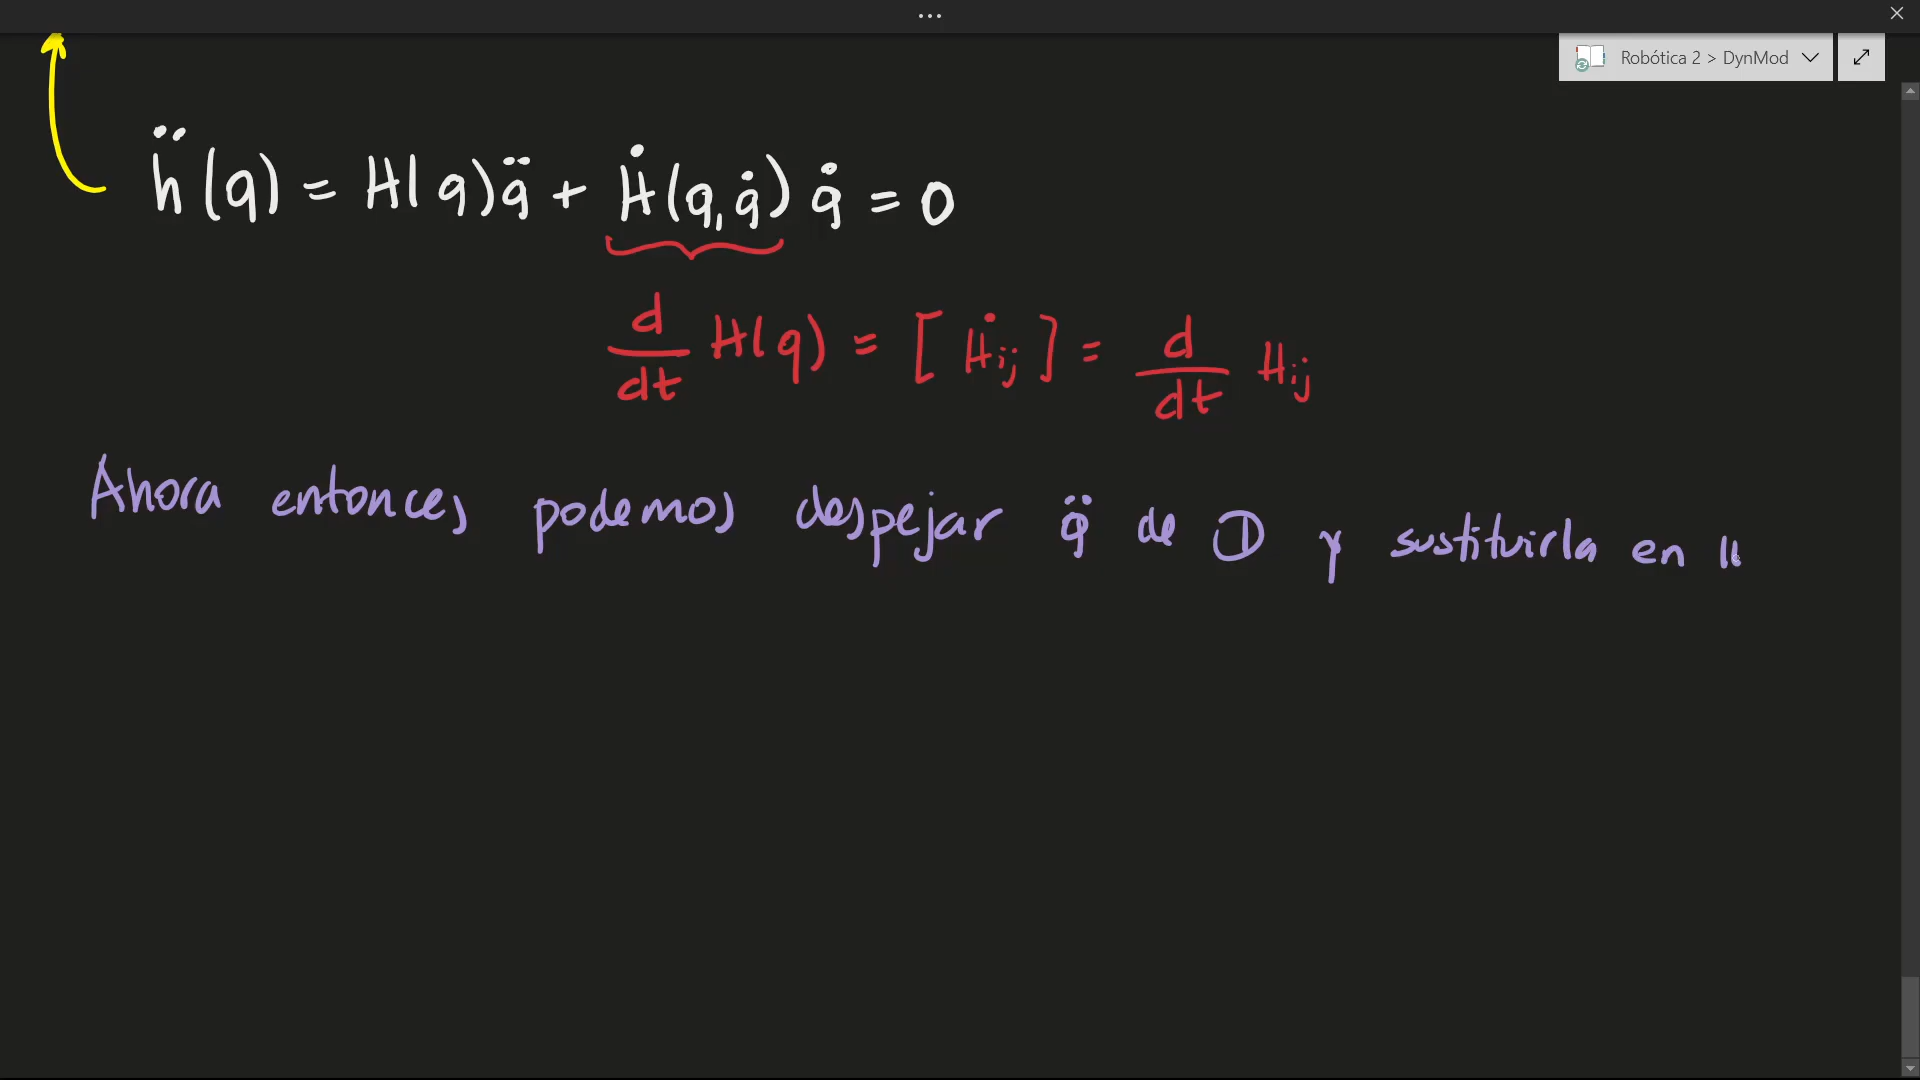 Robótica 2 > DynMod
ḧ(q) = H(q)q̈ + Ḣ(q,q̇) q̇ = 0
d/dt H(q) = [Ḣij] = d/dt Hij
Ahora entonces podemos despejar q̈ de ① y sustituirla en